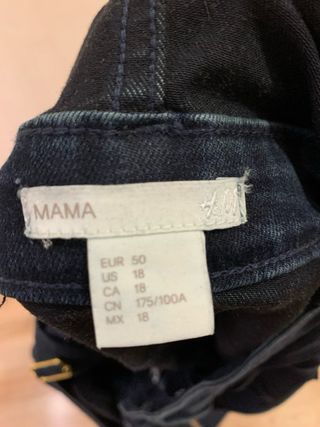 MAMA H&M
EUR 50
US 18
CA 18
CN 175/100A
MX 18